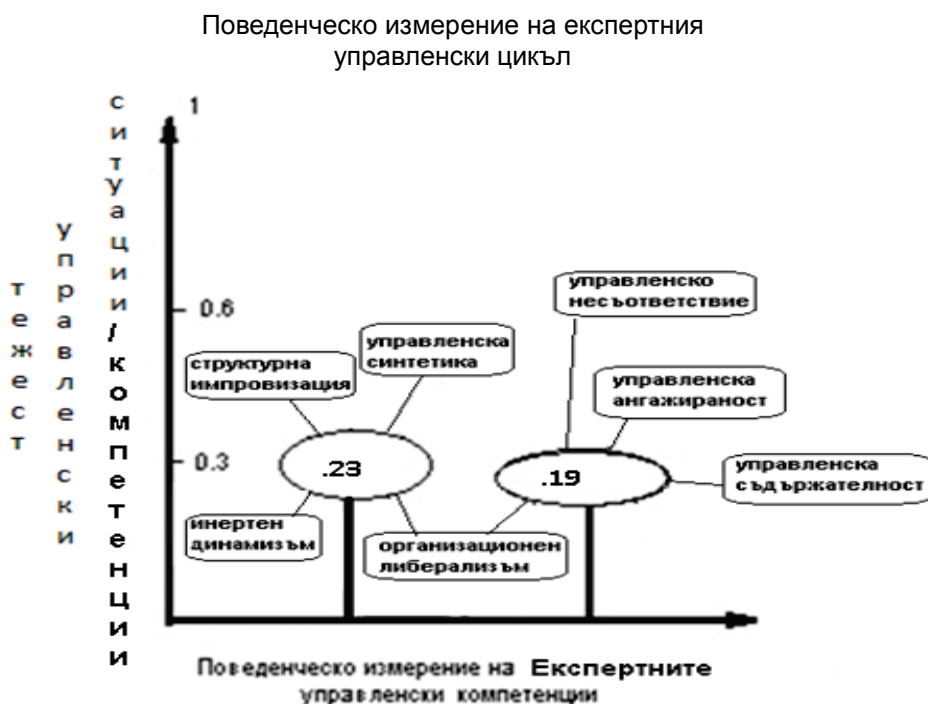 Поведенческо измерение на експертния
управленски цикъл
тежест
управленски
ситуации/компетенции
1
0.6
0.3
управленско
несъответствие
управленска
синтетика
структурна
импровизация
управленска
ангажираност
.23
.19
управленска
съдържателност
инертен
динамизъм
организационен
либерализъм
Поведенческо измерение на Експертните
управленски компетенции